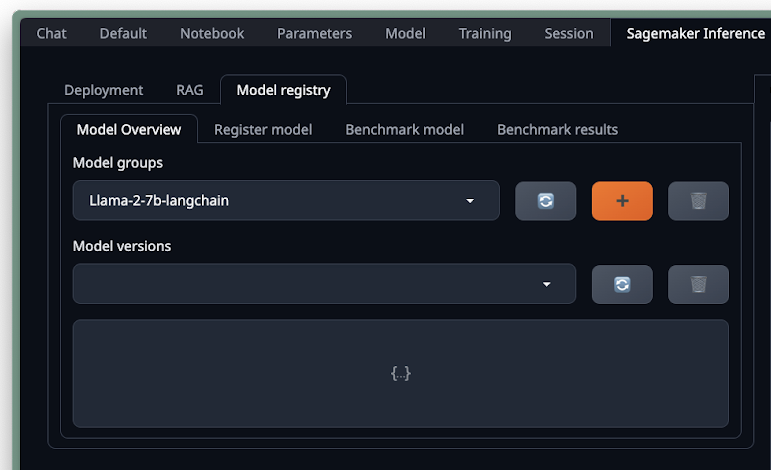 Chat Default Notebook Parameters Model Training Session Sagemaker Inference
Deployment RAG Model registry
Model Overview Register model Benchmark model Benchmark results
Model groups
Llama-2-7b-langchain
+
Model versions
{..}